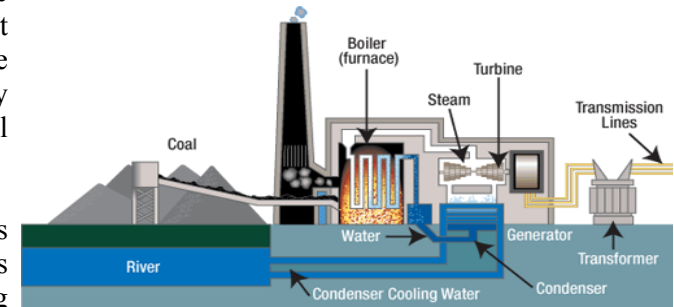 Boiler
(furnace)
Turbine
Steam
Transmission
Lines
Coal
Water
Generator
River
Transformer
Condenser
Condenser Cooling Water